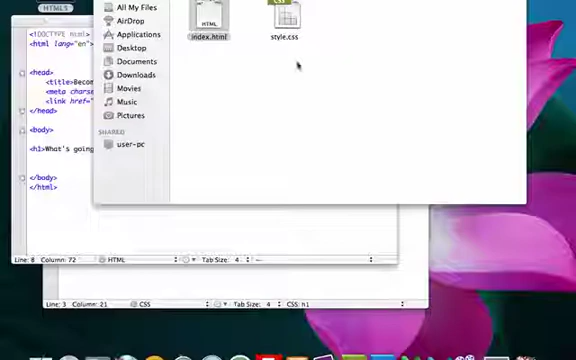 HTML5
All My Files
AirDrop
Applications
Desktop
Documents
Downloads
Movies
Music
Pictures
SHARED
user-pc
HTML
index.html
CSS
style.css
<!DOCTYPE html>
<html lang="en">
<head>
<title>Becom
<meta charse
<link href="
</head>
<body>
<h1>What's going
</body>
</html>
Line: 8 Column: 72
HTML
Tab Size: 4
Line: 3 Column: 21
CSS
Tab Size: 4
CSS: h1